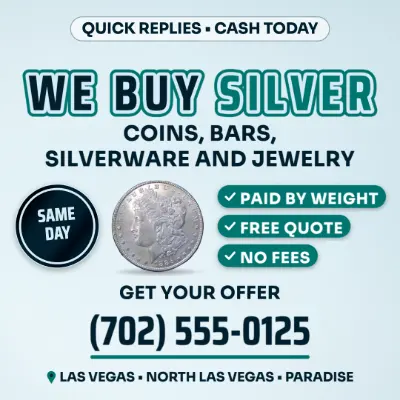 QUICK REPLIES • CASH TODAY
WE BUY SILVER
COINS, BARS,
SILVERWARE AND JEWELRY
SAME
DAY
✓ PAID BY WEIGHT
✓ FREE QUOTE
✓ NO FEES
GET YOUR OFFER
(702) 555-0125
LAS VEGAS • NORTH LAS VEGAS • PARADISE